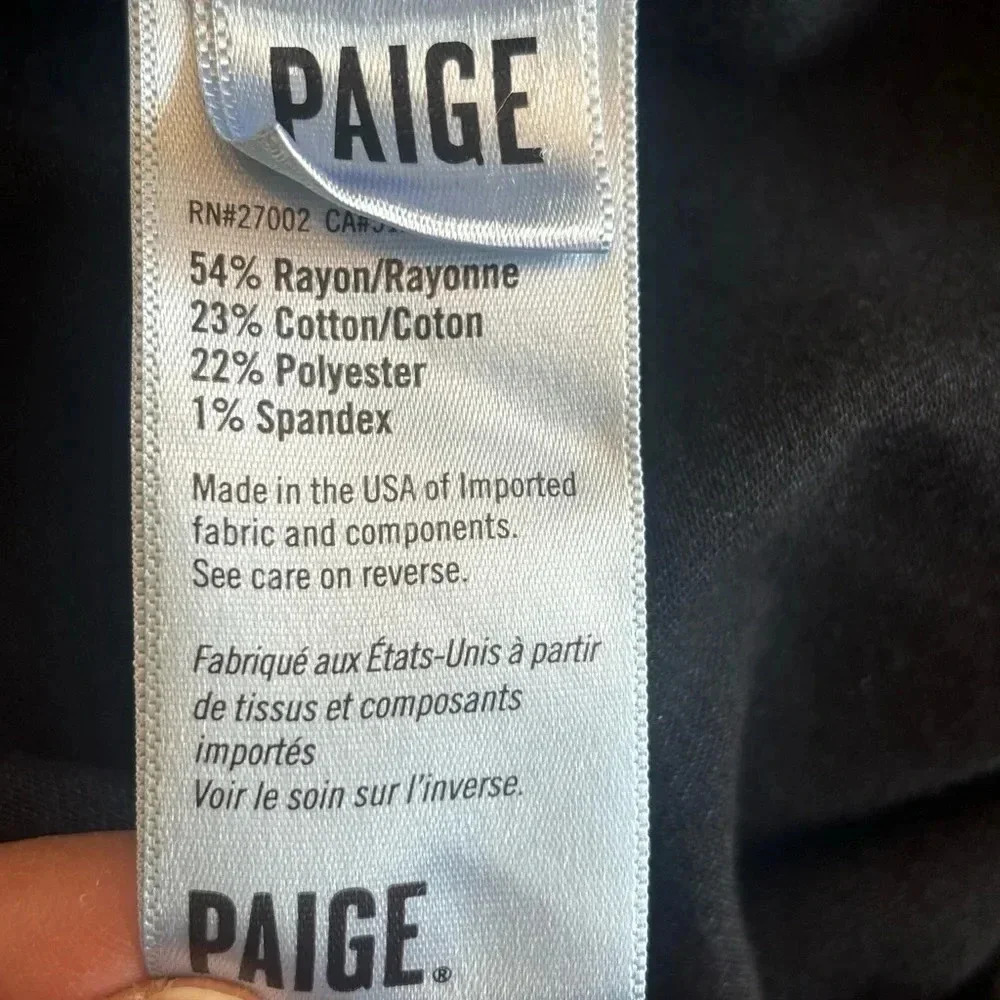 PAIGE
RN#27002 CA#
54% Rayon/Rayonne
23% Cotton/Coton
22% Polyester
1% Spandex
Made in the USA of Imported
fabric and components.
See care on reverse.
Fabriqué aux États-Unis à partir
de tissus et composants
importés
Voir le soin sur l'inverse.
PAIGE®